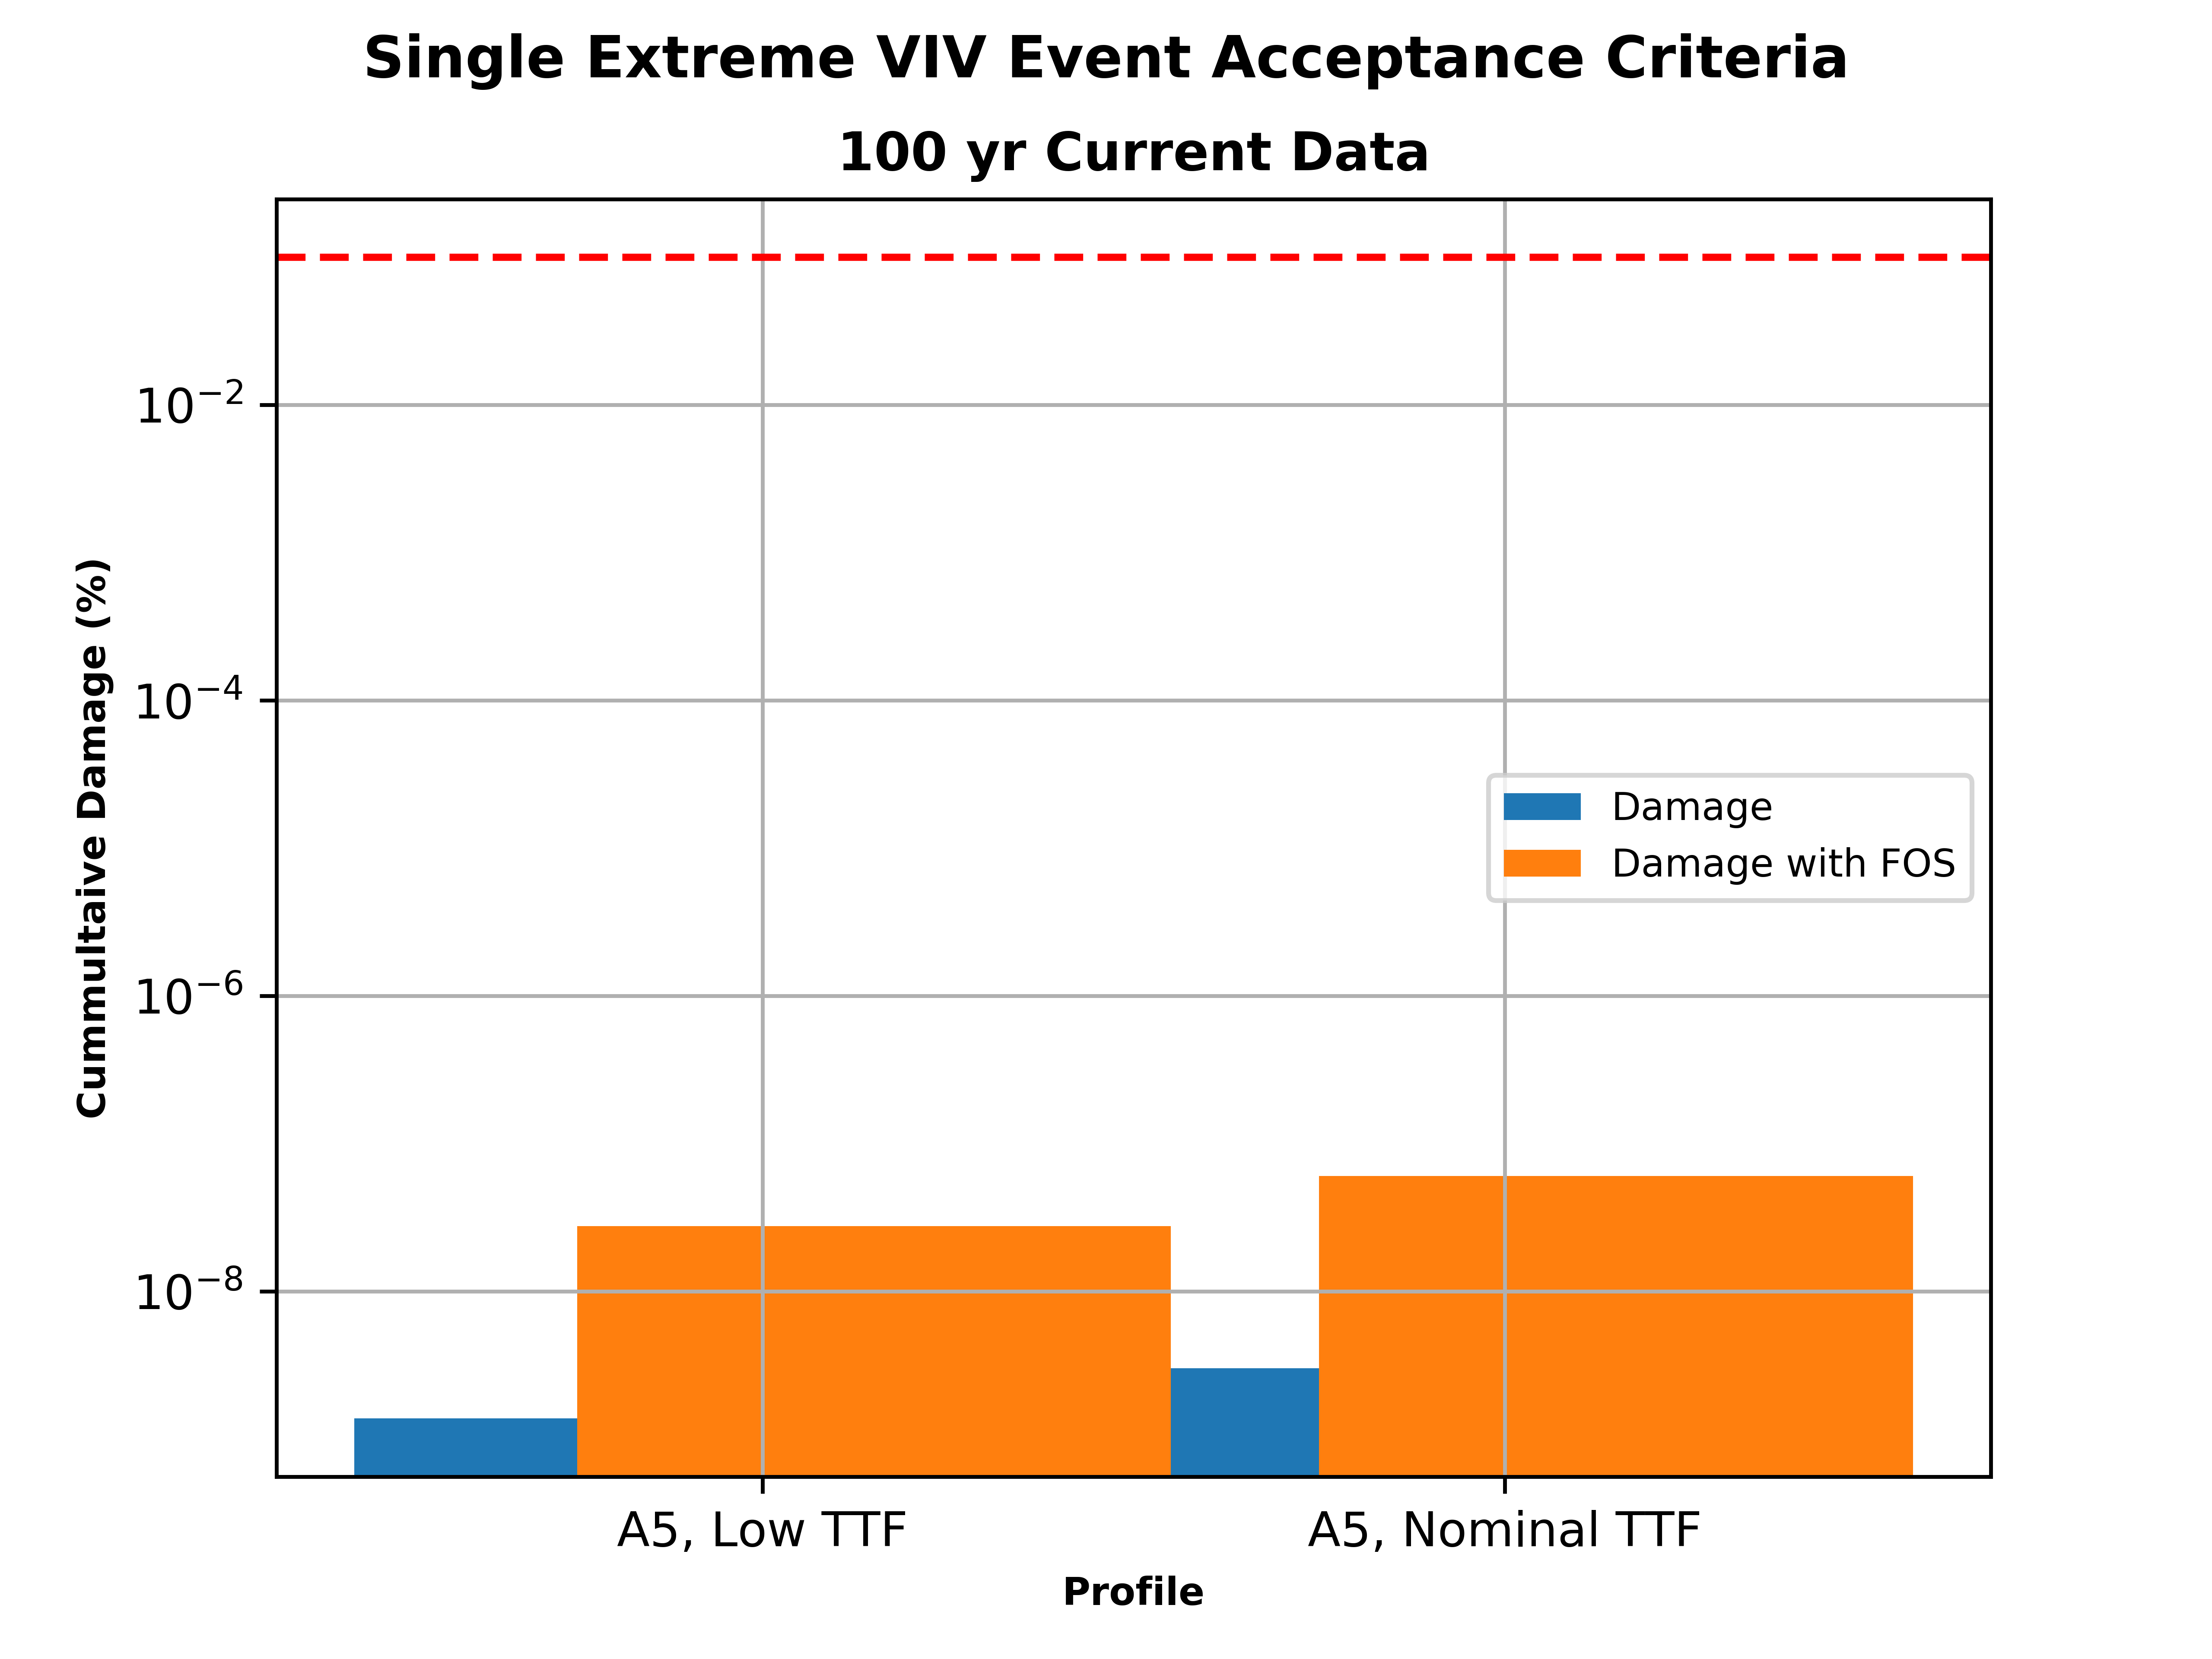 Single Extreme VIV Event Acceptance Criteria
100 yr Current Data
Cummultaive Damage (%)
10⁻²
10⁻⁴
10⁻⁶
10⁻⁸
Damage
Damage with FOS
A5, Low TTF
A5, Nominal TTF
Profile